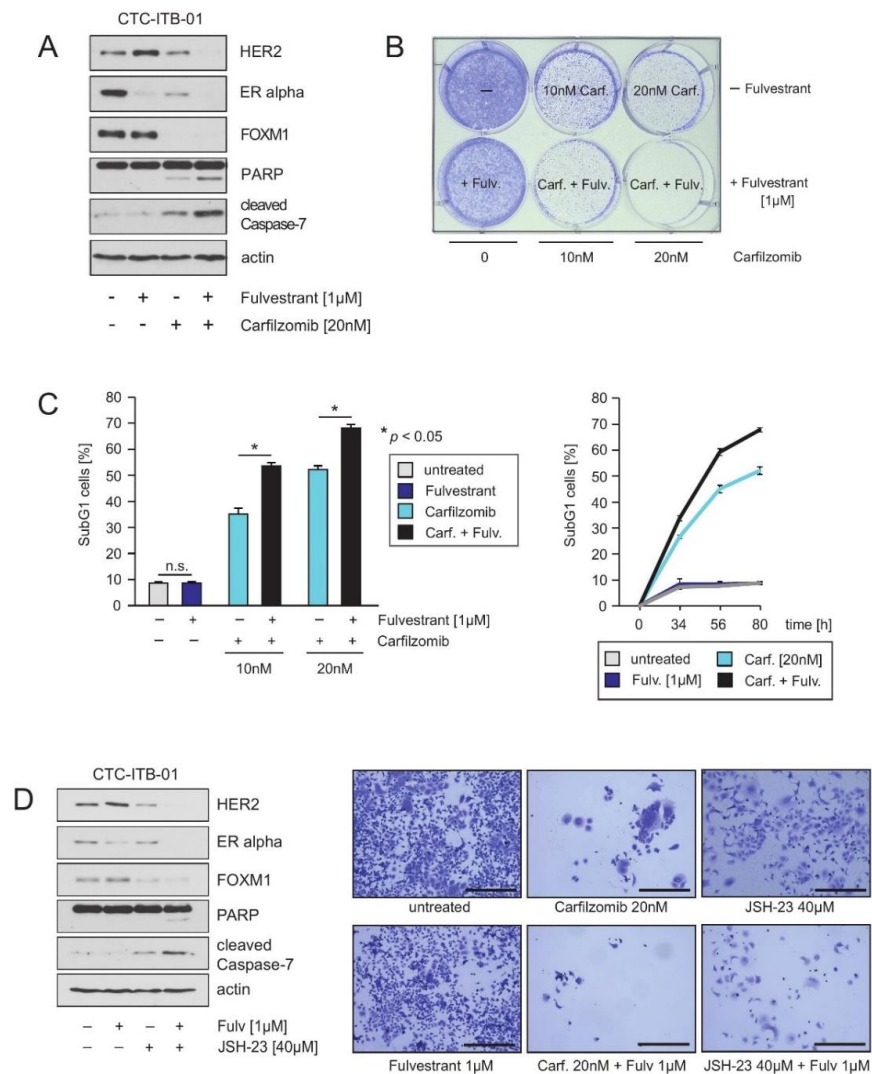 A
CTC-ITB-01
HER2
ER alpha
FOXM1
PARP
cleaved
Caspase-7
actin
- + - + Fulvestrant [1µM]
- - + + Carfilzomib [20nM]
B
– 10nM Carf. 20nM Carf. – Fulvestrant
+ Fulv. Carf. + Fulv. Carf. + Fulv. + Fulvestrant
[1µM]
0 10nM 20nM Carfilzomib
C
SubG1 cells [%]
80
70
60
50
40
30
20
10
0
n.s.
*
*
* p < 0.05
untreated
Fulvestrant
Carfilzomib
Carf. + Fulv.
– + – + – + Fulvestrant [1µM]
– – + + + + Carfilzomib
10nM 20nM
SubG1 cells [%]
80
70
60
50
40
30
20
10
0
0 34 56 80 time [h]
untreated Carf. [20nM]
Fulv. [1µM] Carf. + Fulv.
D
CTC-ITB-01
HER2
ER alpha
FOXM1
PARP
cleaved
Caspase-7
actin
– + – + Fulv [1µM]
– – + + JSH-23 [40µM]
untreated Carfilzomib 20nM JSH-23 40µM
Fulvestrant 1µM Carf. 20nM + Fulv 1µM JSH-23 40µM + Fulv 1µM